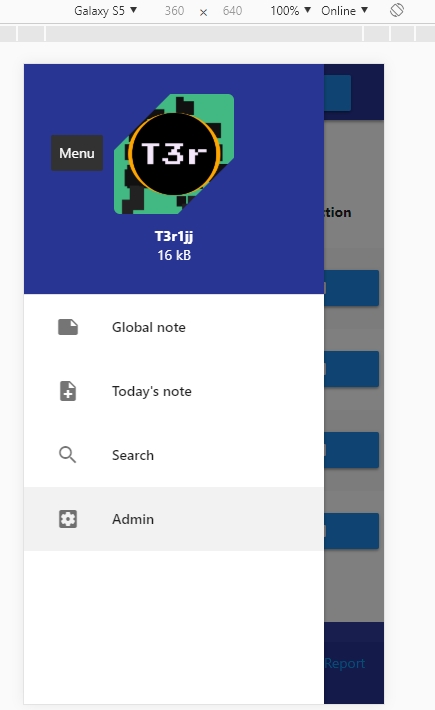 Galaxy S5 ▼ 360 × 640 100% ▼ Online ▼
Menu
T3r
T3r1jj
16 kB
ction
Global note
Today's note
Search
Admin
Report